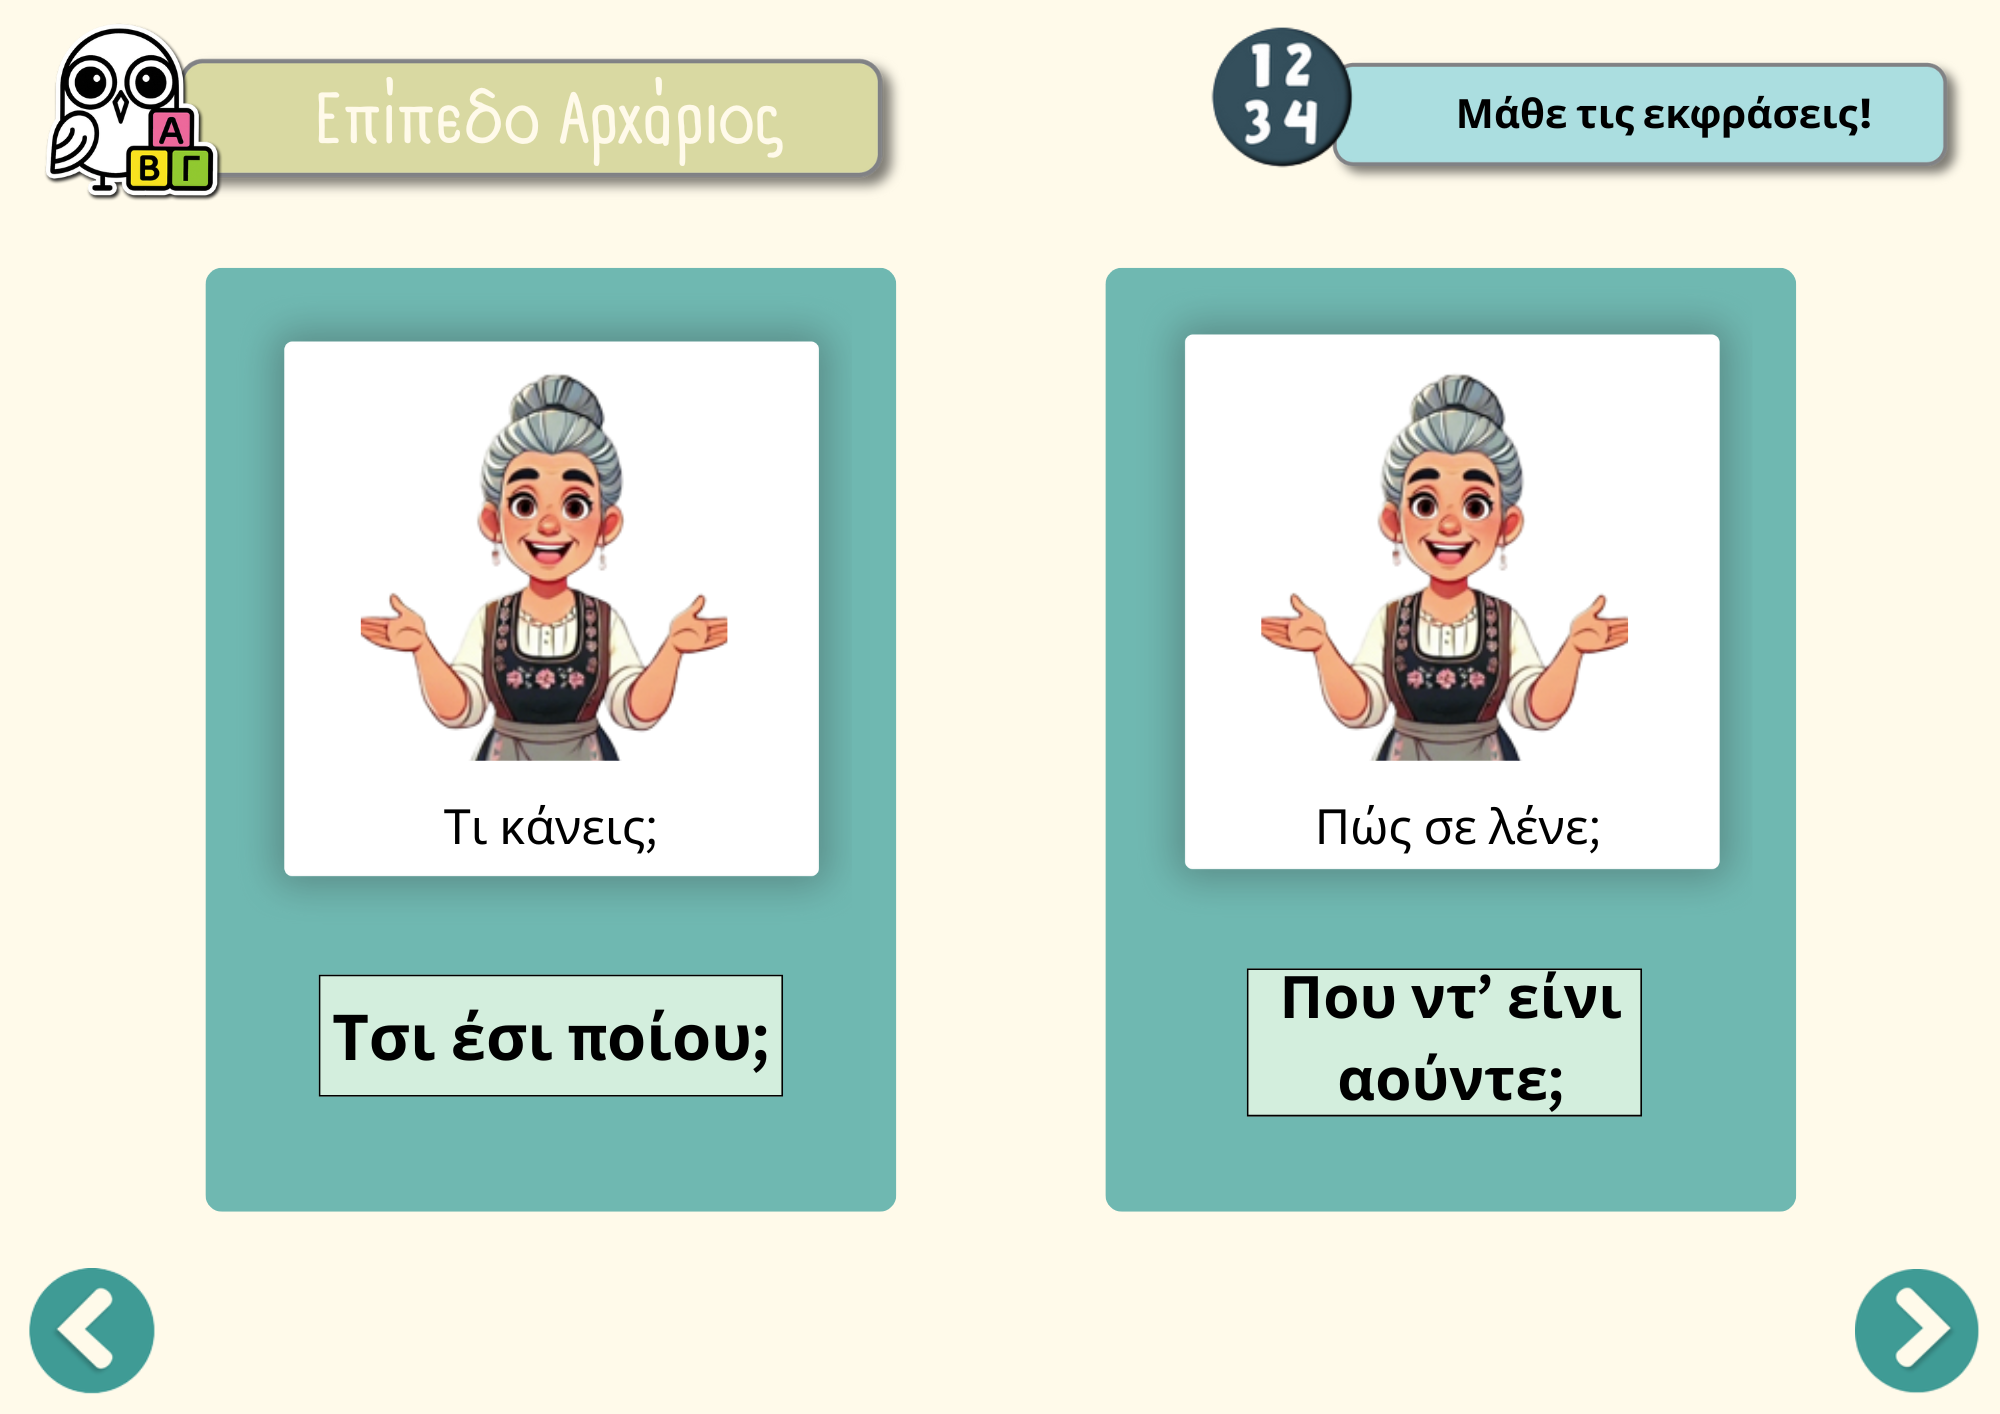 Επίπεδο Αρχάριος
1 2
3 4
Μάθε τις εκφράσεις!
Α
Β Γ
Τι κάνεις;
Τσι έσι ποίου;
Πώς σε λένε;
Που ντ’ είνι
αούντε;